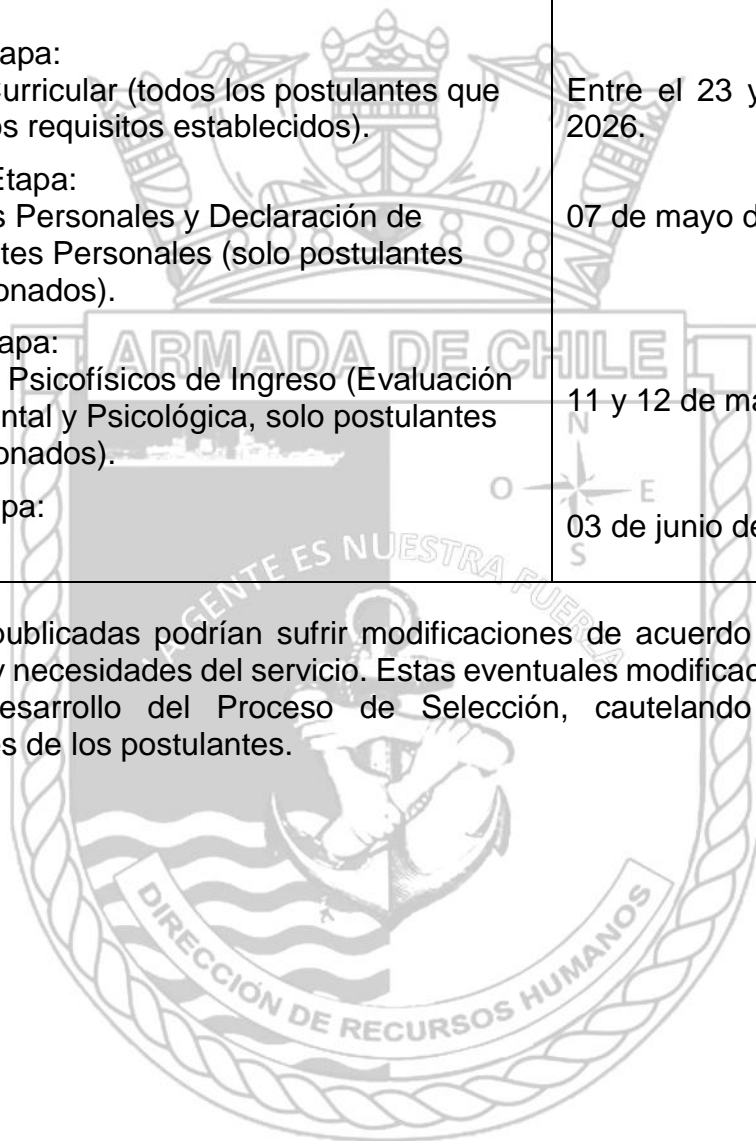 apa:
urricular (todos los postulantes que
os requisitos establecidos).
Entre el 23 y
2026.
Etapa:
s Personales y Declaración de
tes Personales (solo postulantes
onados).
07 de mayo d
apa:
Psicofísicos de Ingreso (Evaluación
ntal y Psicológica, solo postulantes
onados).
11 y 12 de ma
pa:
03 de junio de
publicadas podrían sufrir modificaciones de acuerdo
y necesidades del servicio. Estas eventuales modificac
esarrollo del Proceso de Selección, cautelando
es de los postulantes.
ARMADA DE CHILE
N
O E
S
LA GENTE ES NUESTRA FUERZA
DIRECCIÓN DE RECURSOS HUMANOS